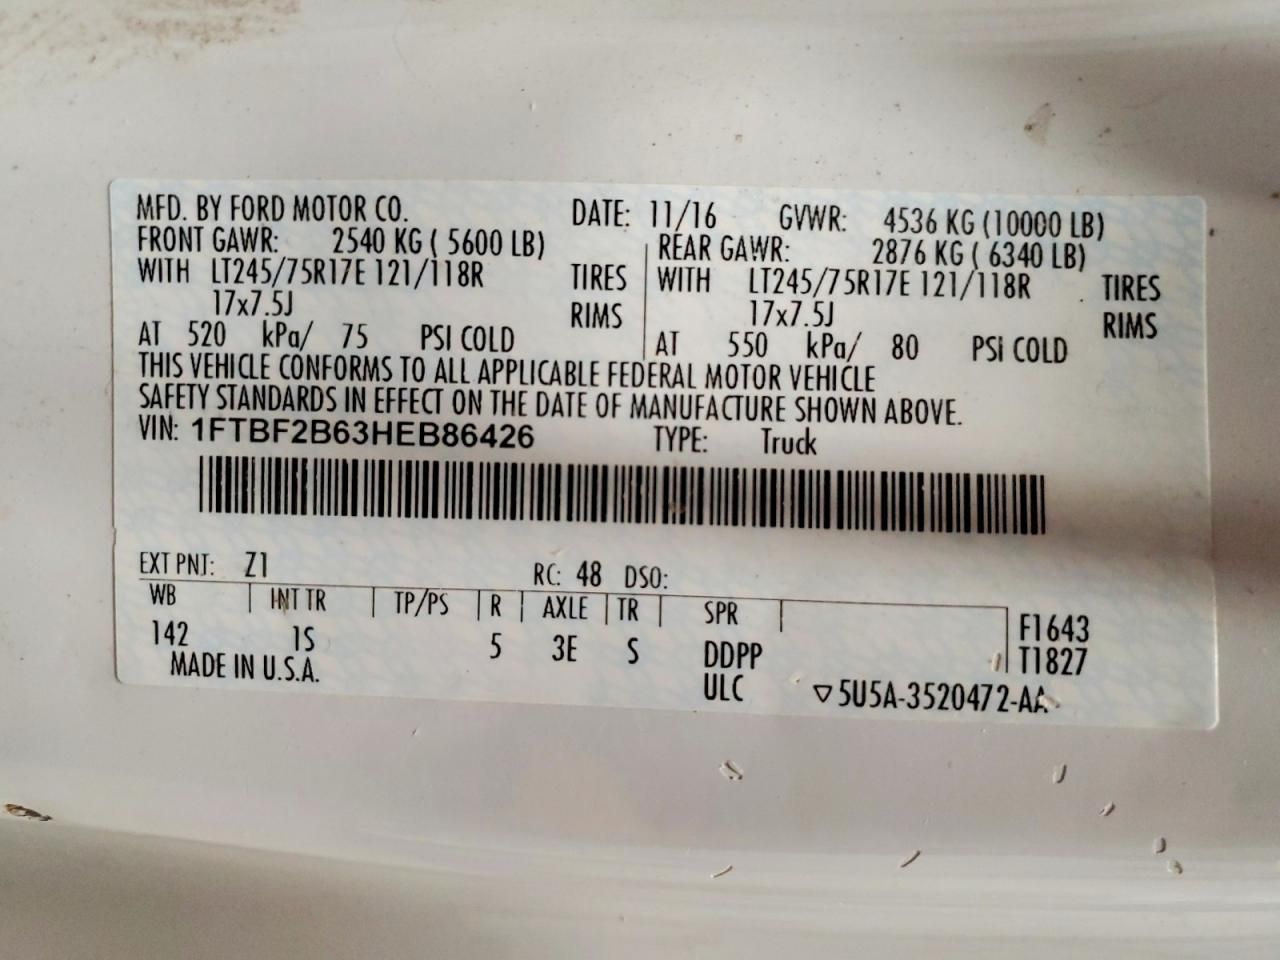 MFD. BY FORD MOTOR CO. DATE: 11/16 GVWR: 4536 KG (10000 LB)
FRONT GAWR: 2540 KG ( 5600 LB) REAR GAWR: 2876 KG ( 6340 LB)
WITH LT245/75R17E 121/118R TIRES WITH LT245/75R17E 121/118R TIRES
17x7.5J RIMS 17x7.5J RIMS
AT 520 kPa/ 75 PSI COLD AT 550 kPa/ 80 PSI COLD
THIS VEHICLE CONFORMS TO ALL APPLICABLE FEDERAL MOTOR VEHICLE
SAFETY STANDARDS IN EFFECT ON THE DATE OF MANUFACTURE SHOWN ABOVE.
VIN: 1FTBF2B63HEB86426 TYPE: Truck
EXT PNT: Z1 RC: 48 DSO:
WB INT TR TP/PS R AXLE TR SPR F1643
142 1S 5 3E S DDPP T1827
MADE IN U.S.A. ULC ▽5U5A-3520472-AA